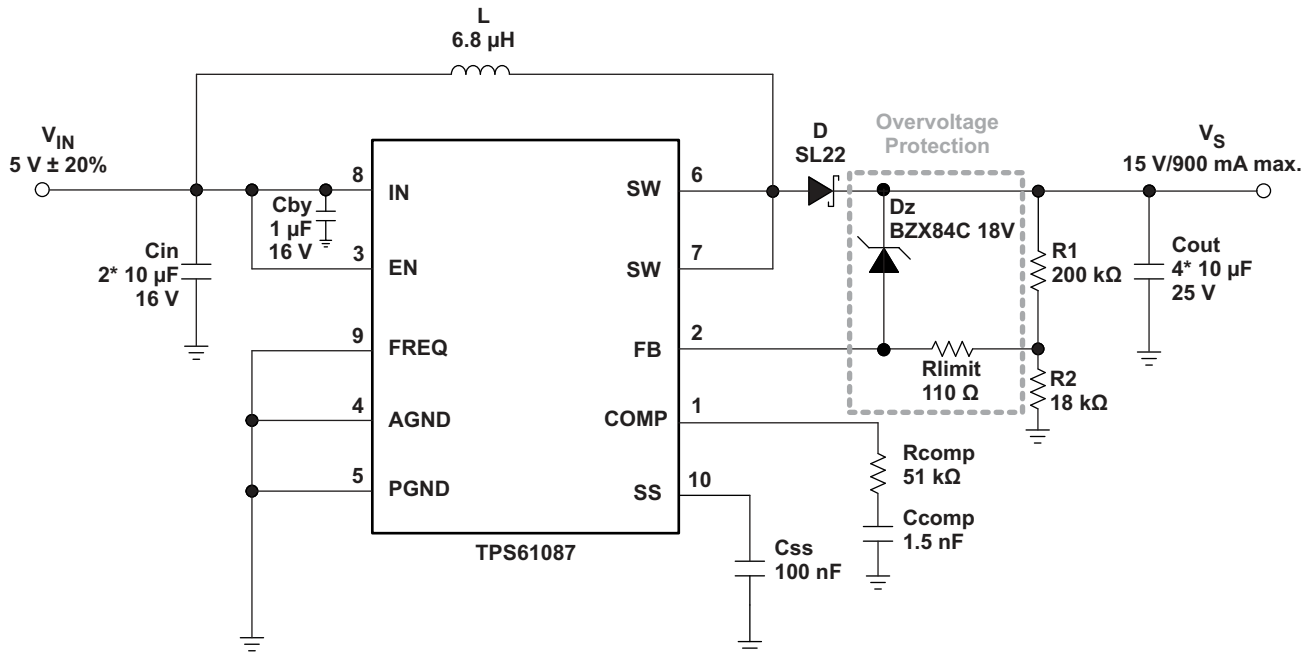 L
6.8 µH
V_IN
5 V ± 20%
D
SL22
Overvoltage
Protection
V_S
15 V/900 mA max.
8
IN
SW
6
Cby
1 µF
16 V
Dz
BZX84C 18V
Cin
2* 10 µF
16 V
3
EN
SW
7
R1
200 kΩ
Cout
4* 10 µF
25 V
9
FREQ
FB
2
Rlimit
110 Ω
R2
18 kΩ
4
AGND
COMP
1
Rcomp
51 kΩ
5
PGND
SS
10
Ccomp
1.5 nF
TPS61087
Css
100 nF